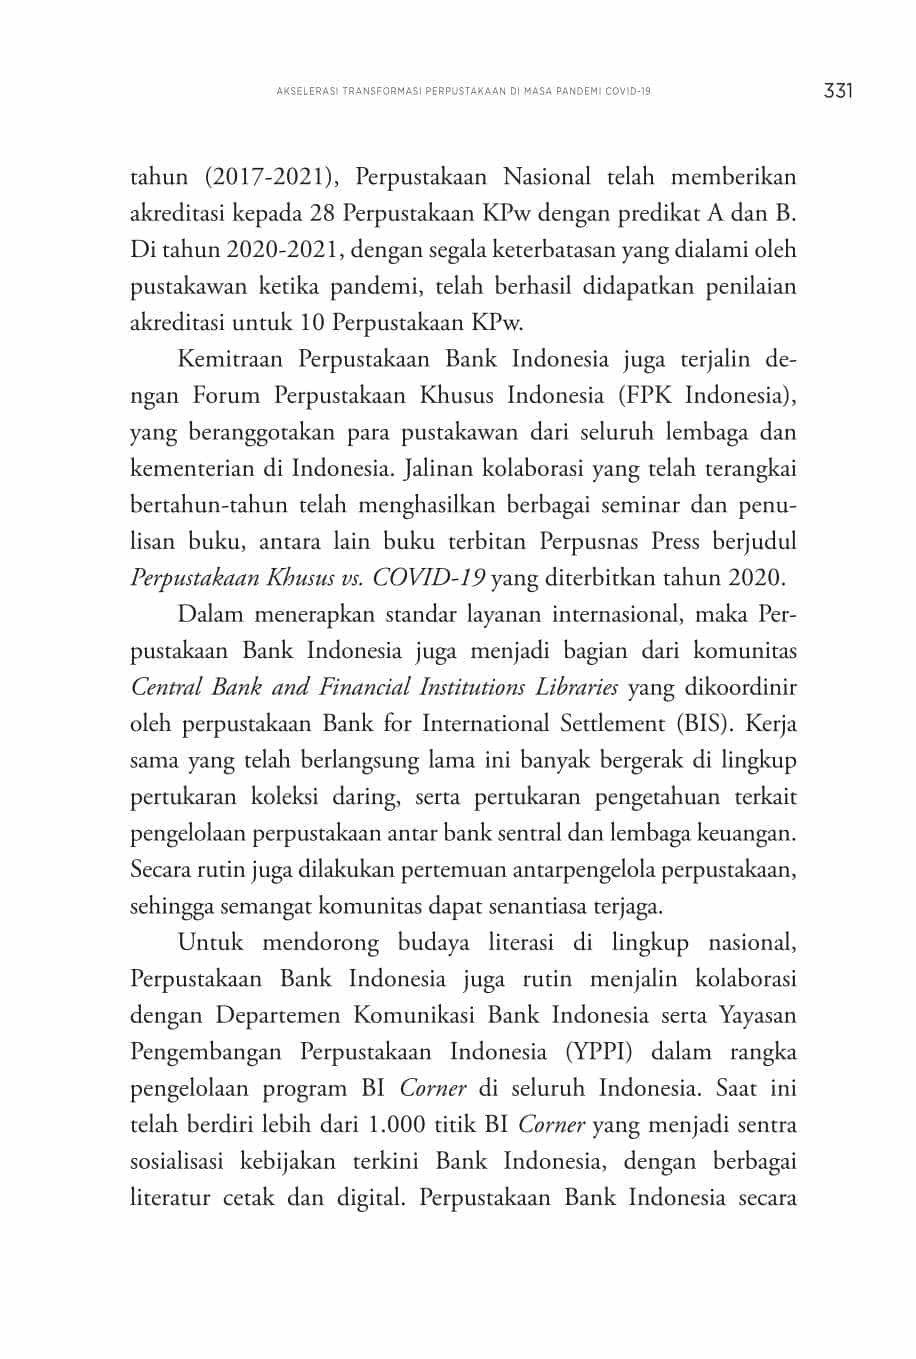 AKSELERASI TRANSFORMASI PERPUSTAKAAN DI MASA PANDEMI COVID-19 331
tahun (2017-2021), Perpustakaan Nasional telah memberikan
akreditasi kepada 28 Perpustakaan KPw dengan predikat A dan B.
Di tahun 2020-2021, dengan segala keterbatasan yang dialami oleh
pustakawan ketika pandemi, telah berhasil didapatkan penilaian
akreditasi untuk 10 Perpustakaan KPw.
Kemitraan Perpustakaan Bank Indonesia juga terjalin de-
ngan Forum Perpustakaan Khusus Indonesia (FPK Indonesia),
yang beranggotakan para pustakawan dari seluruh lembaga dan
kementerian di Indonesia. Jalinan kolaborasi yang telah terangkai
bertahun-tahun telah menghasilkan berbagai seminar dan penu-
lisan buku, antara lain buku terbitan Perpusnas Press berjudul
Perpustakaan Khusus vs. COVID-19 yang diterbitkan tahun 2020.
Dalam menerapkan standar layanan internasional, maka Per-
pustakaan Bank Indonesia juga menjadi bagian dari komunitas
Central Bank and Financial Institutions Libraries yang dikoordinir
oleh perpustakaan Bank for International Settlement (BIS). Kerja
sama yang telah berlangsung lama ini banyak bergerak di lingkup
pertukaran koleksi daring, serta pertukaran pengetahuan terkait
pengelolaan perpustakaan antar bank sentral dan lembaga keuangan.
Secara rutin juga dilakukan pertemuan antarpengelola perpustakaan,
sehingga semangat komunitas dapat senantiasa terjaga.
Untuk mendorong budaya literasi di lingkup nasional,
Perpustakaan Bank Indonesia juga rutin menjalin kolaborasi
dengan Departemen Komunikasi Bank Indonesia serta Yayasan
Pengembangan Perpustakaan Indonesia (YPPI) dalam rangka
pengelolaan program BI Corner di seluruh Indonesia. Saat ini
telah berdiri lebih dari 1.000 titik BI Corner yang menjadi sentra
sosialisasi kebijakan terkini Bank Indonesia, dengan berbagai
literatur cetak dan digital. Perpustakaan Bank Indonesia secara